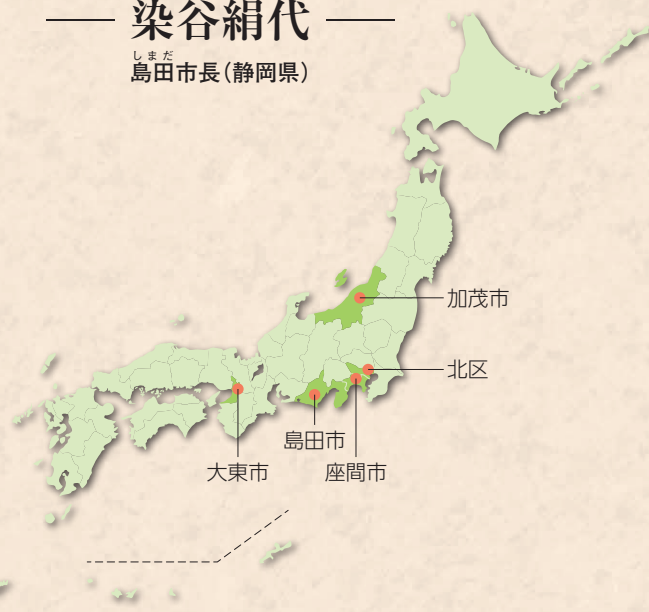 染谷絹代
しまだ
島田市長（静岡県）
加茂市
北区
島田市
大東市
座間市